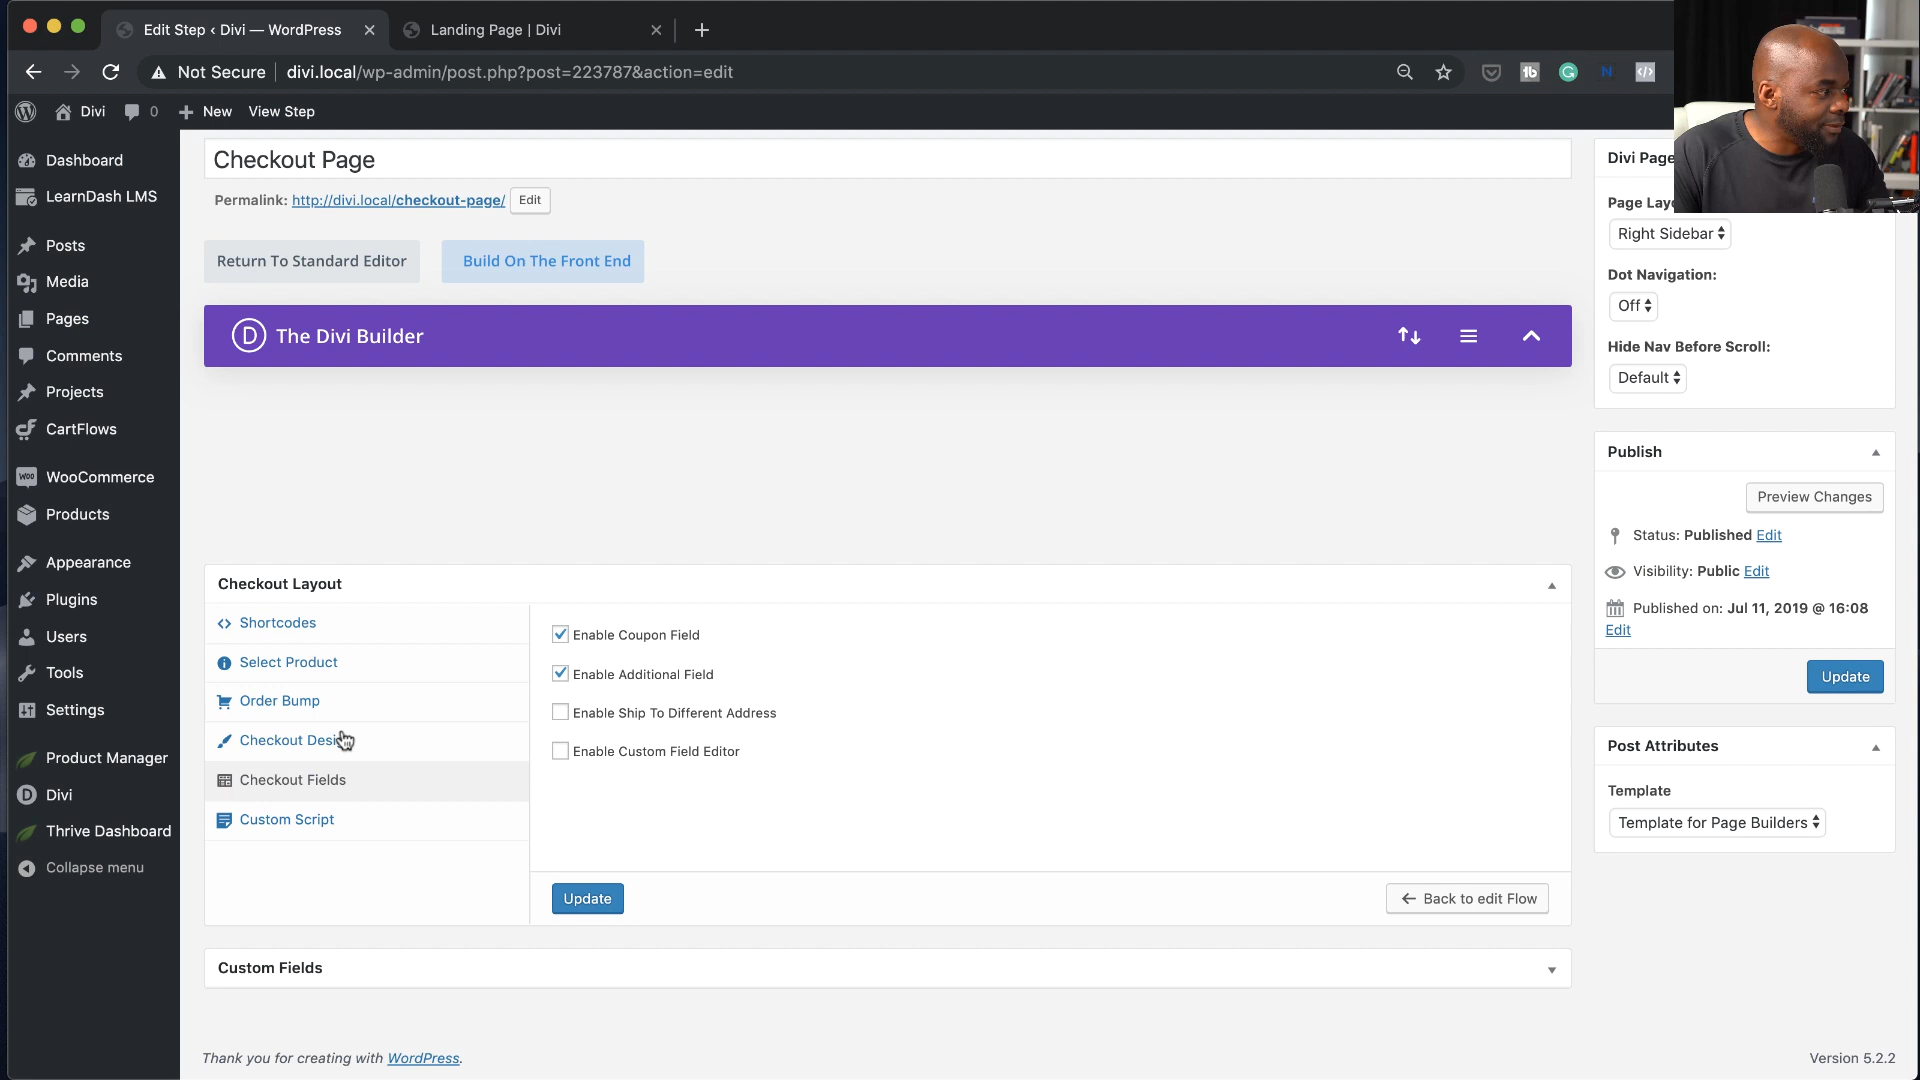 Edit Step ‹ Divi — WordPress
Landing Page | Divi
Not Secure
divi.local/wp-admin/post.php?post=223787&action=edit
Divi
0
New
View Step
Dashboard
LearnDash LMS
Posts
Media
Pages
Comments
Projects
CartFlows
WooCommerce
Products
Appearance
Plugins
Users
Tools
Settings
Product Manager
Divi
Thrive Dashboard
Collapse menu
Checkout Page
Permalink: http://divi.local/checkout-page/ Edit
Return To Standard Editor
Build On The Front End
The Divi Builder
Checkout Layout
Shortcodes
Select Product
Order Bump
Checkout Desi
Checkout Fields
Custom Script
Enable Coupon Field
Enable Additional Field
Enable Ship To Different Address
Enable Custom Field Editor
Update
Back to edit Flow
Custom Fields
Thank you for creating with WordPress.
Version 5.2.2
Divi Page
Page Layo
Right Sidebar
Dot Navigation:
Off
Hide Nav Before Scroll:
Default
Publish
Preview Changes
Status: Published Edit
Visibility: Public Edit
Published on: Jul 11, 2019 @ 16:08
Edit
Update
Post Attributes
Template
Template for Page Builders